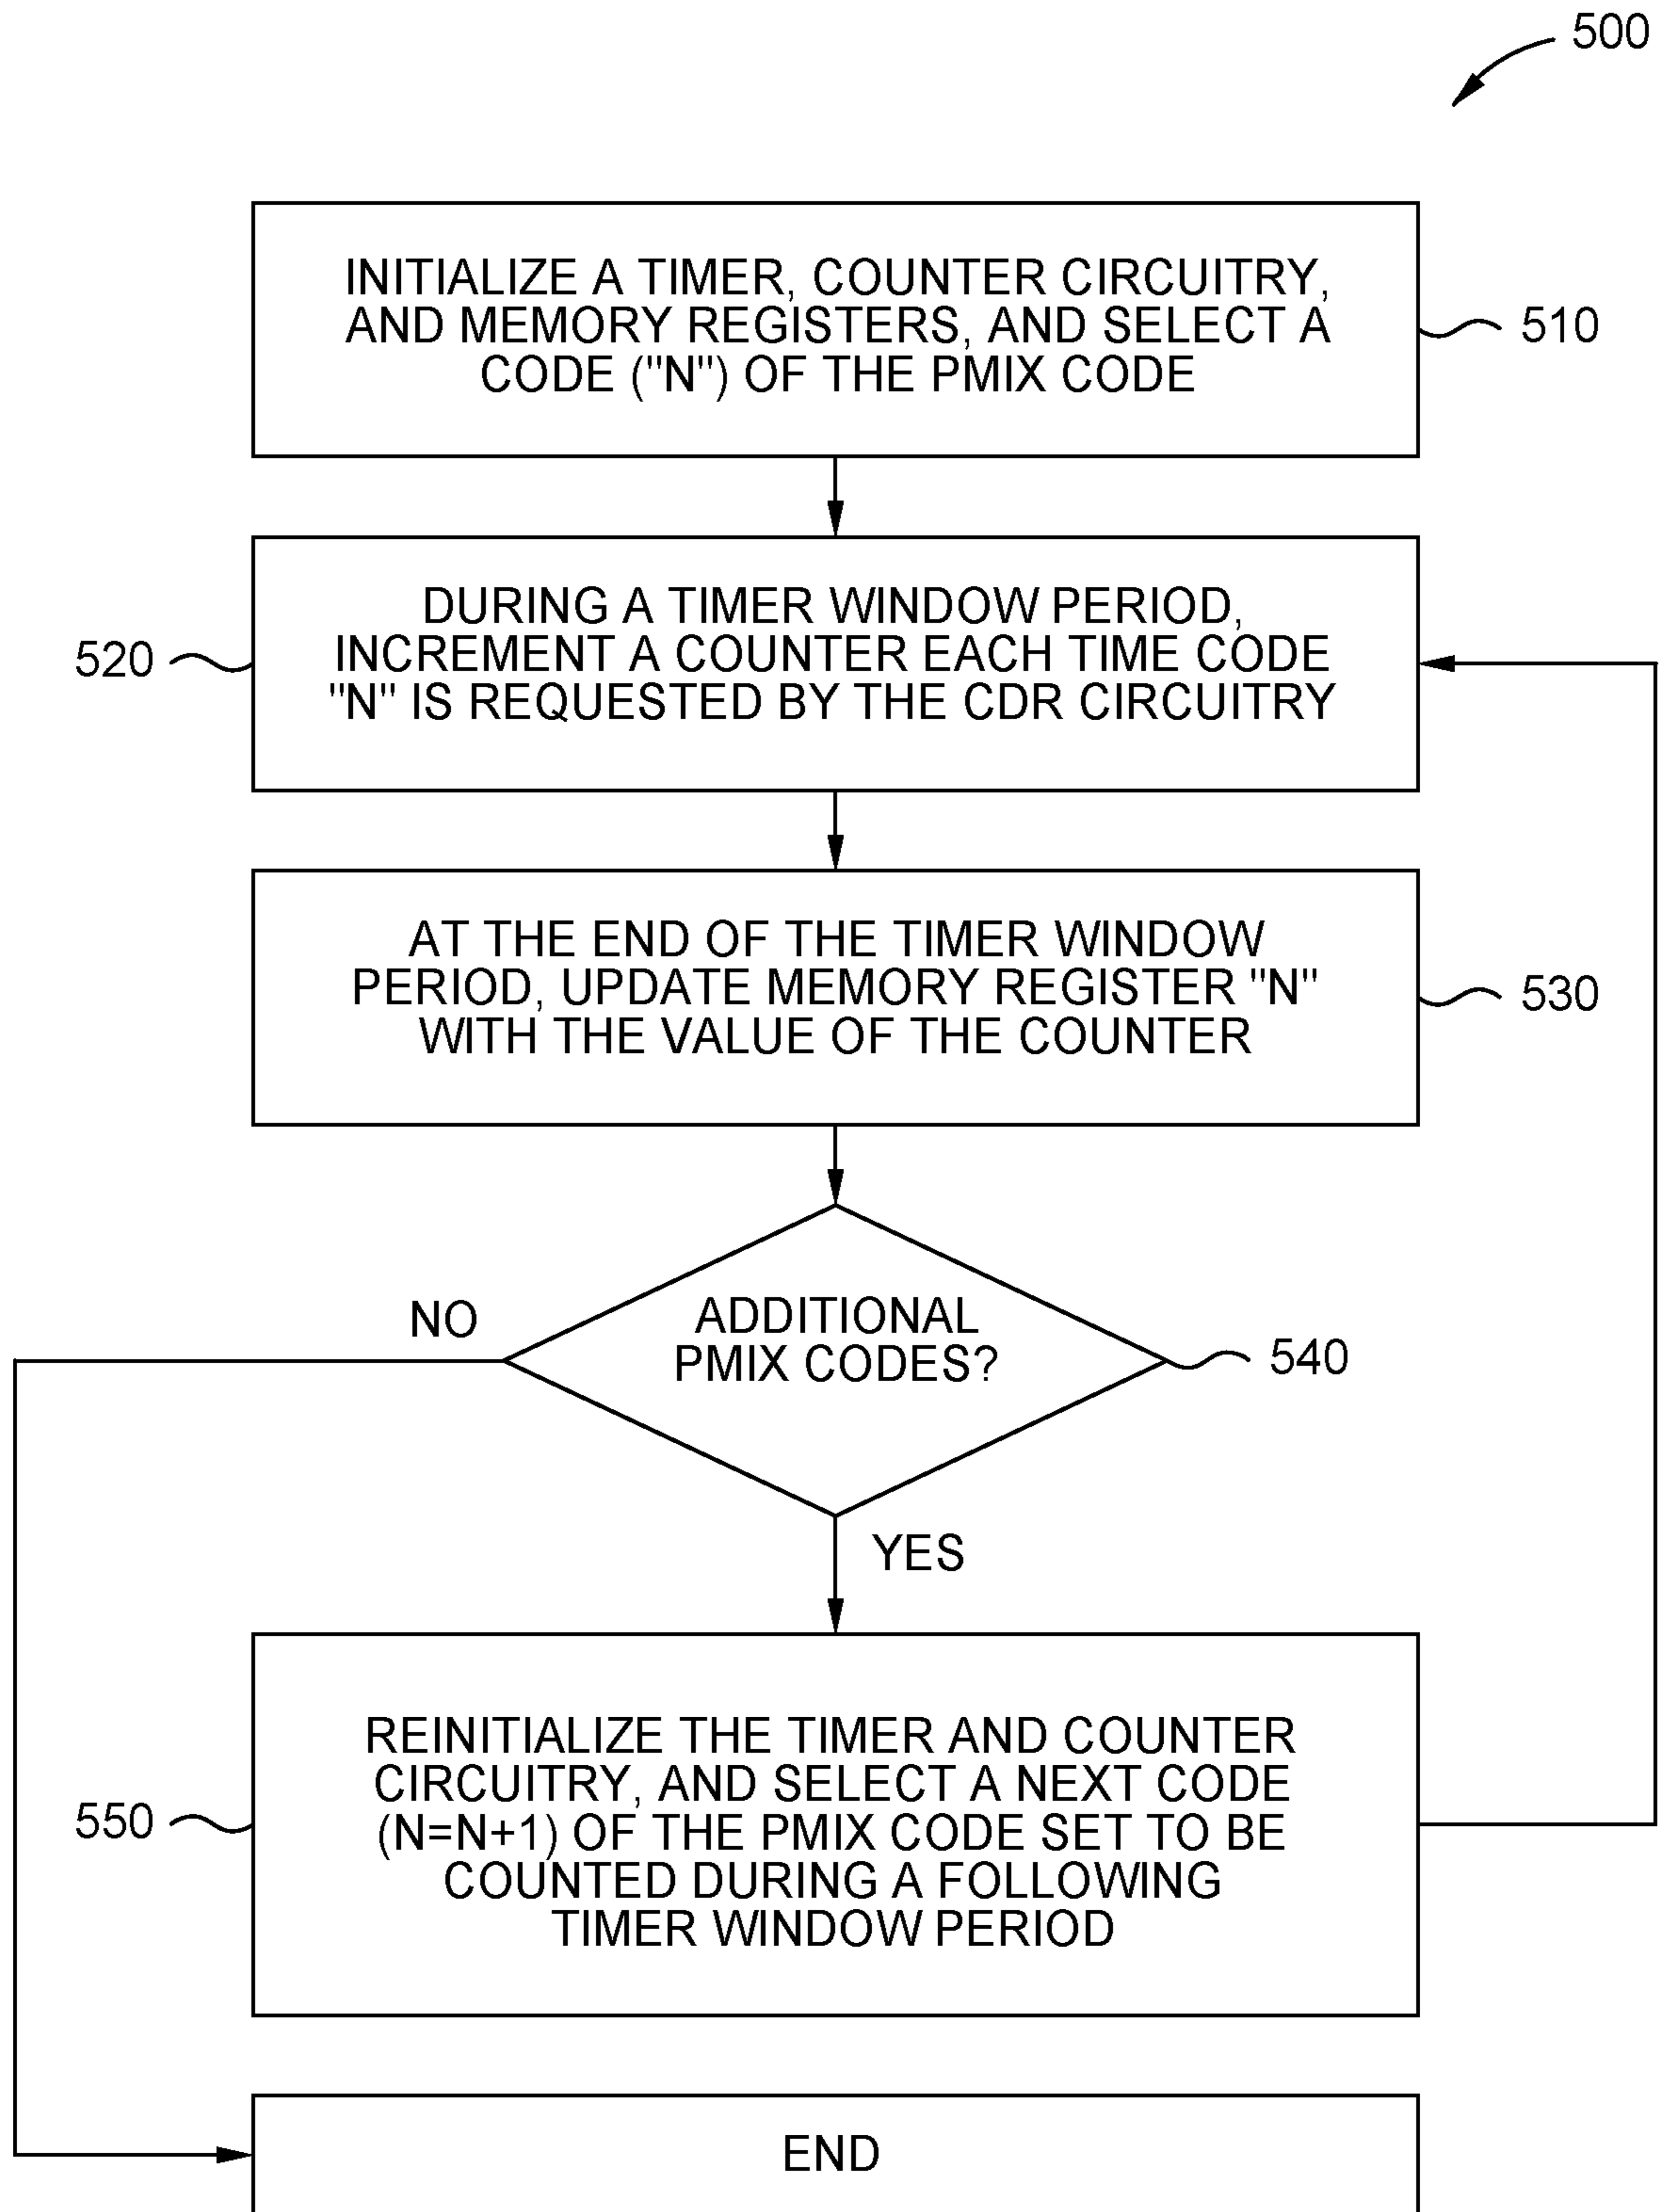 500
INITIALIZE A TIMER, COUNTER CIRCUITRY,
AND MEMORY REGISTERS, AND SELECT A
CODE ("N") OF THE PMIX CODE
510
DURING A TIMER WINDOW PERIOD,
INCREMENT A COUNTER EACH TIME CODE
"N" IS REQUESTED BY THE CDR CIRCUITRY
520
AT THE END OF THE TIMER WINDOW
PERIOD, UPDATE MEMORY REGISTER "N"
WITH THE VALUE OF THE COUNTER
530
NO
ADDITIONAL
PMIX CODES?
540
YES
REINITIALIZE THE TIMER AND COUNTER
CIRCUITRY, AND SELECT A NEXT CODE
(N=N+1) OF THE PMIX CODE SET TO BE
COUNTED DURING A FOLLOWING
TIMER WINDOW PERIOD
550
END